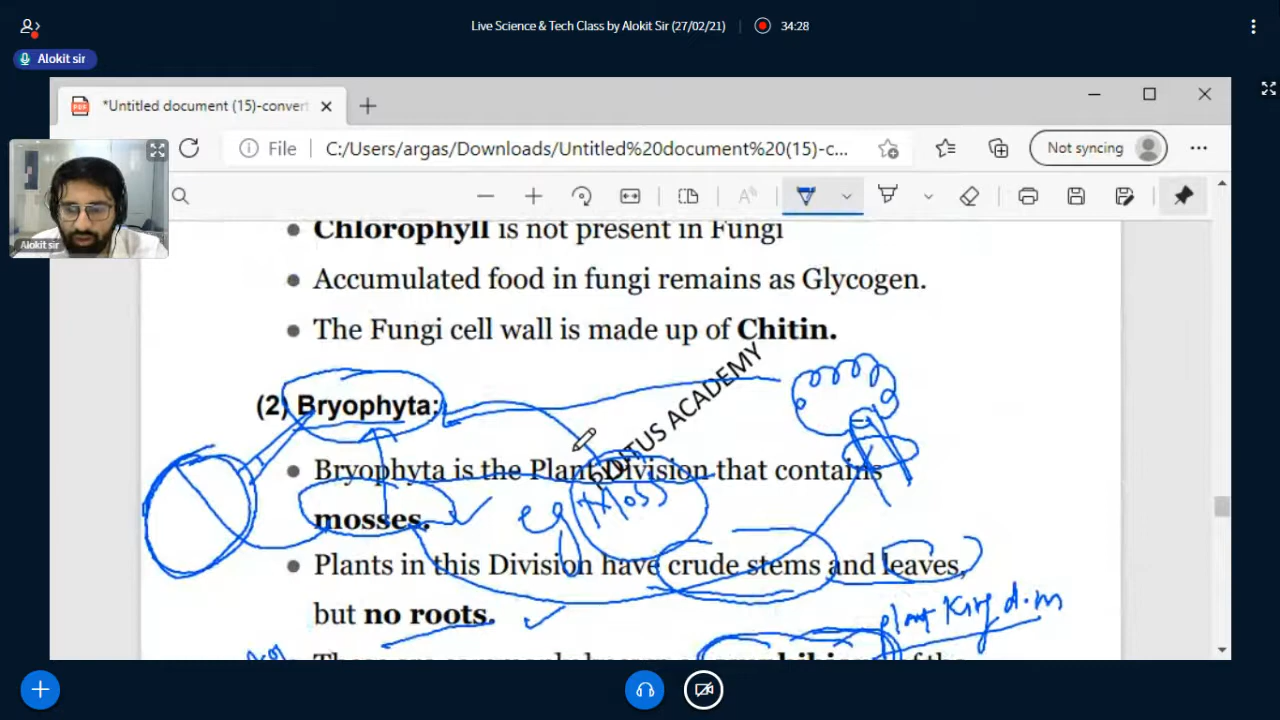 Live Science & Tech Class by Alokit Sir (27/02/21)
34:28
Alokit sir
*Untitled document (15)-convert
File
C:/Users/argas/Downloads/Untitled%20document%20(15)-c...
Not syncing
Alokit sir
Chlorophyll is not present in Fungi
Accumulated food in fungi remains as Glycogen.
The Fungi cell wall is made up of Chitin.
(2) Bryophyta:
Bryophyta is the Plant Division that contains
mosses.
eg Moss
Plants in this Division have crude stems and leaves,
but no roots.
plant Kingdom
ACADEMY